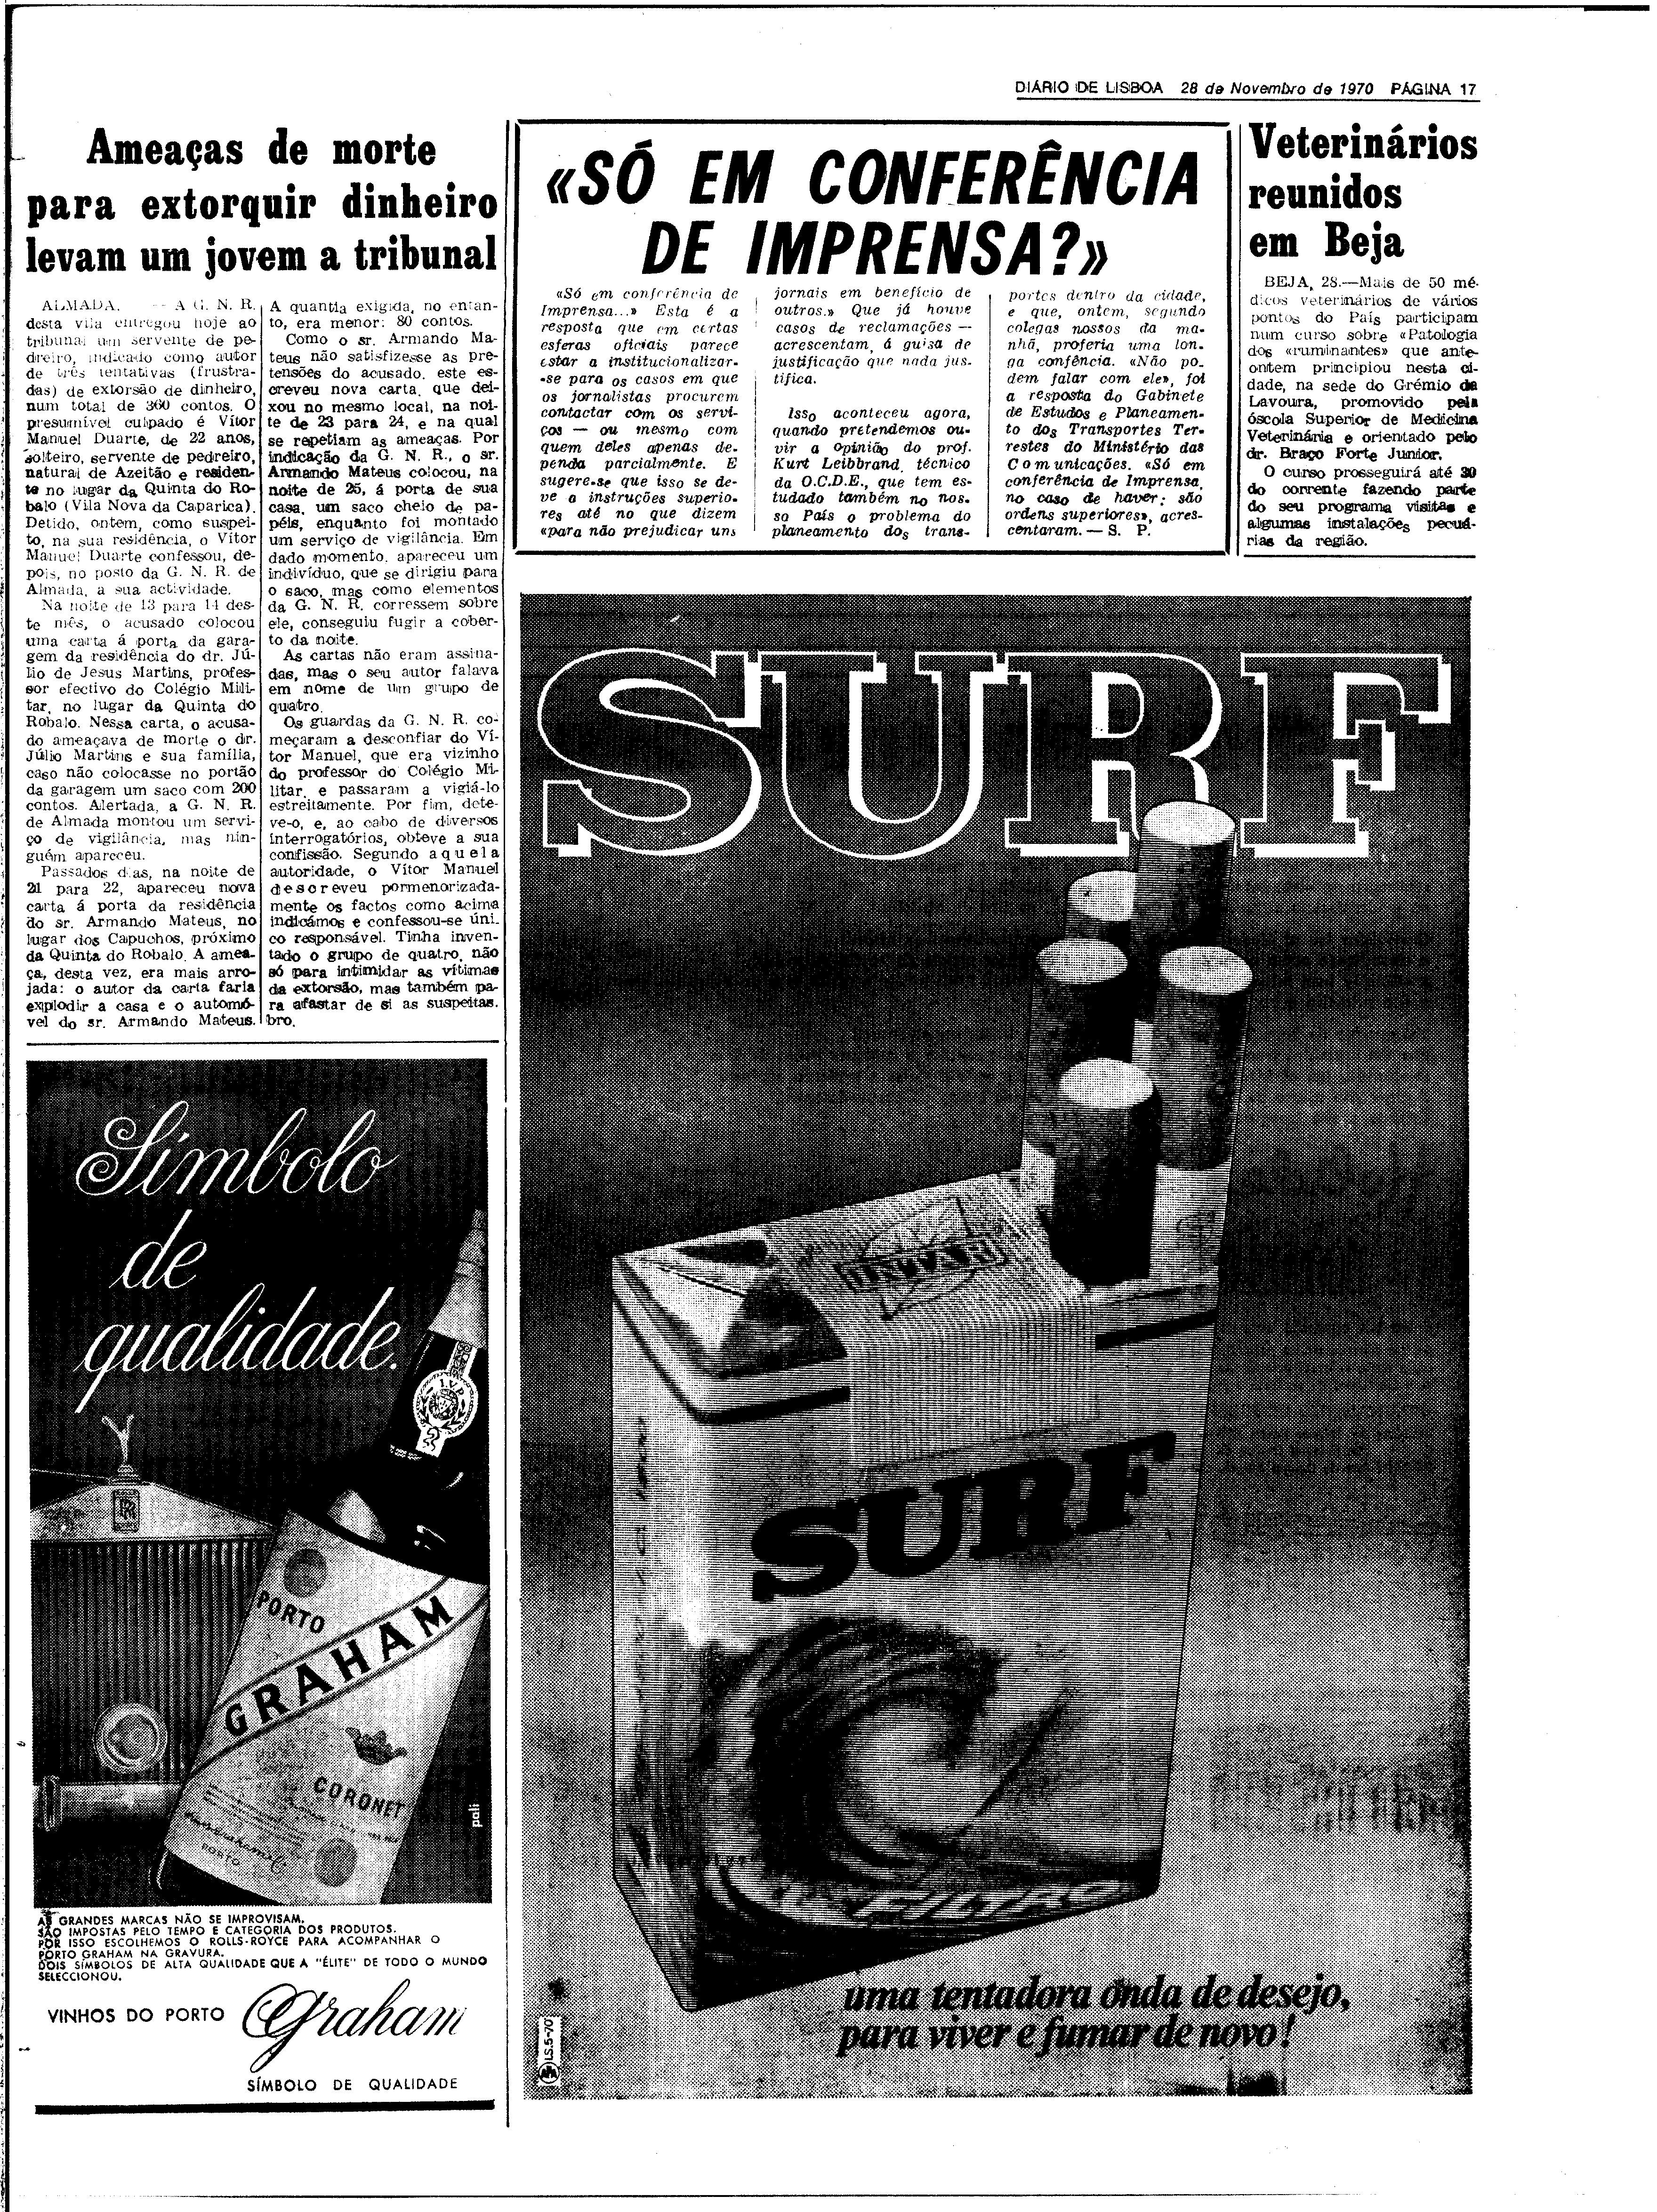 DIÁRIO DE LISBOA 28 de Novembro de 1970 PÁGINA 17
Ameaças de morte
para extorquir dinheiro
levam um jovem a tribunal
ALMADA. — A G. N. R.
desta vila entregou hoje ao
tribunal um servente de pe-
dreiro, indicado como autor
de três tentativas (frustra-
das) de extorsão de dinheiro,
num total de 360 contos. O
presumível culpado é Vítor
Manuel Duarte, de 22 anos,
solteiro, servente de pedreiro,
natural de Azeitão e residen-
te no lugar da Quinta do Ro-
balo (Vila Nova da Caparica).
Detido, ontem, como suspei-
to, na sua residência, o Vítor
Manuel Duarte confessou, de-
pois, no posto da G. N. R. de
Almada, a sua actividade.
Na noite de 13 para 14 des-
te mês, o acusado colocou
uma carta á porta da gara-
gem da residência do dr. Jú-
lio de Jesus Martins, profes-
sor efectivo do Colégio Mili-
tar, no lugar da Quinta do
Robalo. Nessa carta, o acusa-
do ameaçava de morte o dr.
Júlio Martins e sua família,
caso não colocasse no portão
da garagem um saco com 200
contos. Alertada, a G. N. R.
de Almada montou um servi-
ço de vigilância, mas nin-
guém apareceu.
Passados dias, na noite de
21 para 22, apareceu nova
carta á porta da residência
do sr. Armando Mateus, no
lugar dos Capuchos, próximo
da Quinta do Robalo. A amea-
ça, desta vez, era mais arro-
jada: o autor da carta faria
explodir a casa e o automó-
vel do sr. Armando Mateus.
A quantia exigida, no entan-
to, era menor: 80 contos.
Como o sr. Armando Ma-
teus não satisfizesse as pre-
tensões do acusado, este es-
creveu nova carta, que dei-
xou no mesmo local, na noi-
te de 23 para 24, e na qual
se repetiam as ameaças. Por
indicação da G. N. R., o sr.
Armando Mateus colocou, na
noite de 25, á porta de sua
casa, um saco cheio de pa-
péis, enquanto foi montado
um serviço de vigilância. Em
dado momento, apareceu um
indivíduo, que se dirigiu para
o saco, mas como elementos
da G. N. R. corressem sobre
ele, conseguiu fugir a cober-
to da noite.
As cartas não eram assina-
das, mas o seu autor falava
em nome de um grupo de
quatro.
Os guardas da G. N. R. co-
meçaram a desconfiar do Ví-
tor Manuel, que era vizinho
do professor do Colégio Mi-
litar, e passaram a vigiá-lo
estreitamente. Por fim, dete-
ve-o, e, ao cabo de diversos
interrogatórios, obteve a sua
confissão. Segundo aquela
autoridade, o Vítor Manuel
descreveu pormenorizada-
mente os factos como acima
indicámos e confessou-se úni-
co responsável. Tinha inven-
tado o grupo de quatro, não
só para intimidar as vítimas
da extorsão, mas também pa-
ra afastar de si as suspeitas.
bro.
«SÓ EM CONFERÊNCIA
DE IMPRENSA?»
«Só em conferência de
Imprensa...» Esta é a
resposta que em certas
esferas oficiais parece
estar a institucionalizar-
-se para os casos em que
os jornalistas procurem
contactar com os servi-
ços — ou mesmo com
quem deles apenas de-
penda parcialmente. E
sugere-se que isso se de-
ve a instruções superio-
res até no que dizem
«para não prejudicar uns
jornais em benefício de
outros.» Que já houve
casos de reclamações —
acrescentam, á guisa de
justificação que nada jus-
tifica.
Isso aconteceu agora,
quando pretendemos ou-
vir a opinião do prof.
Kurt Leibbrand, técnico
da O.C.D.E., que tem es-
tudado também no nos-
so País o problema do
planeamento dos trans-
portes dentro da cidade,
e que, ontem, segundo
colegas nossos da ma-
nhã, proferia uma lon-
ga confência. «Não po-
dem falar com ele», foi
a resposta do Gabinete
de Estudos e Planeamen-
to dos Transportes Ter-
restes do Ministério das
Comunicações. «Só em
conferência de Imprensa,
no caso de haver; são
ordens superiores», acres-
centaram. — S. P.
Veterinários
reunidos
em Beja
BEJA, 28.—Mais de 50 mé-
dicos veterinários de vários
pontos do País participam
num curso sobre «Patologia
dos «ruminantes» que ante-
ontem principiou nesta ci-
dade, na sede do Grémio da
Lavoura, promovido pela
óscola Superior de Medicina
Veterinária e orientado pelo
dr. Braço Forte Junior.
O curso prosseguirá até 30
do corrente fazendo parte
do seu programa visitas e
algumas instalações pecuá-
rias da região.
Símbolo
de
qualidade.
I.V.P.
RR
PORTO
GRAHAM
CORONET
PORTO
pali
AS GRANDES MARCAS NÃO SE IMPROVISAM.
SÃO IMPOSTAS PELO TEMPO E CATEGORIA DOS PRODUTOS.
POR ISSO ESCOLHEMOS O ROLLS-ROYCE PARA ACOMPANHAR O
PORTO GRAHAM NA GRAVURA.
DOIS SÍMBOLOS DE ALTA QUALIDADE QUE A "ÉLITE" DE TODO O MUNDO
SELECCIONOU.
VINHOS DO PORTO Graham
SÍMBOLO DE QUALIDADE
SURF
INTAR
SURF
FILTRO
uma tentadora onda de desejo,
para viver e fumar de novo!
I.S.5-70